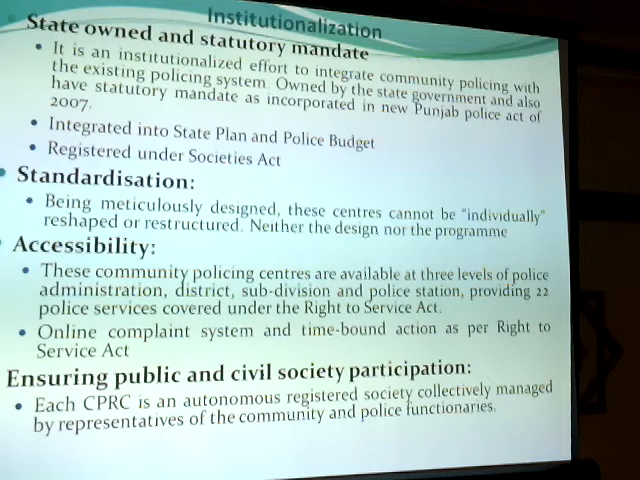 Institutionalization
State owned and statutory mandate
• It is an institutionalized effort to integrate community policing with
the existing policing system. Owned by the state government and also
have statutory mandate as incorporated in new Punjab police act of
2007.
• Integrated into State Plan and Police Budget
• Registered under Societies Act
• Standardisation:
• Being meticulously designed, these centres cannot be "individually"
reshaped or restructured. Neither the design nor the programme
• Accessibility:
• These community policing centres are available at three levels of police
administration, district, sub-division and police station, providing 22
police services covered under the Right to Service Act.
• Online complaint system and time-bound action as per Right to
Service Act
Ensuring public and civil society participation:
• Each CPRC is an autonomous registered society collectively managed
by representatives of the community and police functionaries.